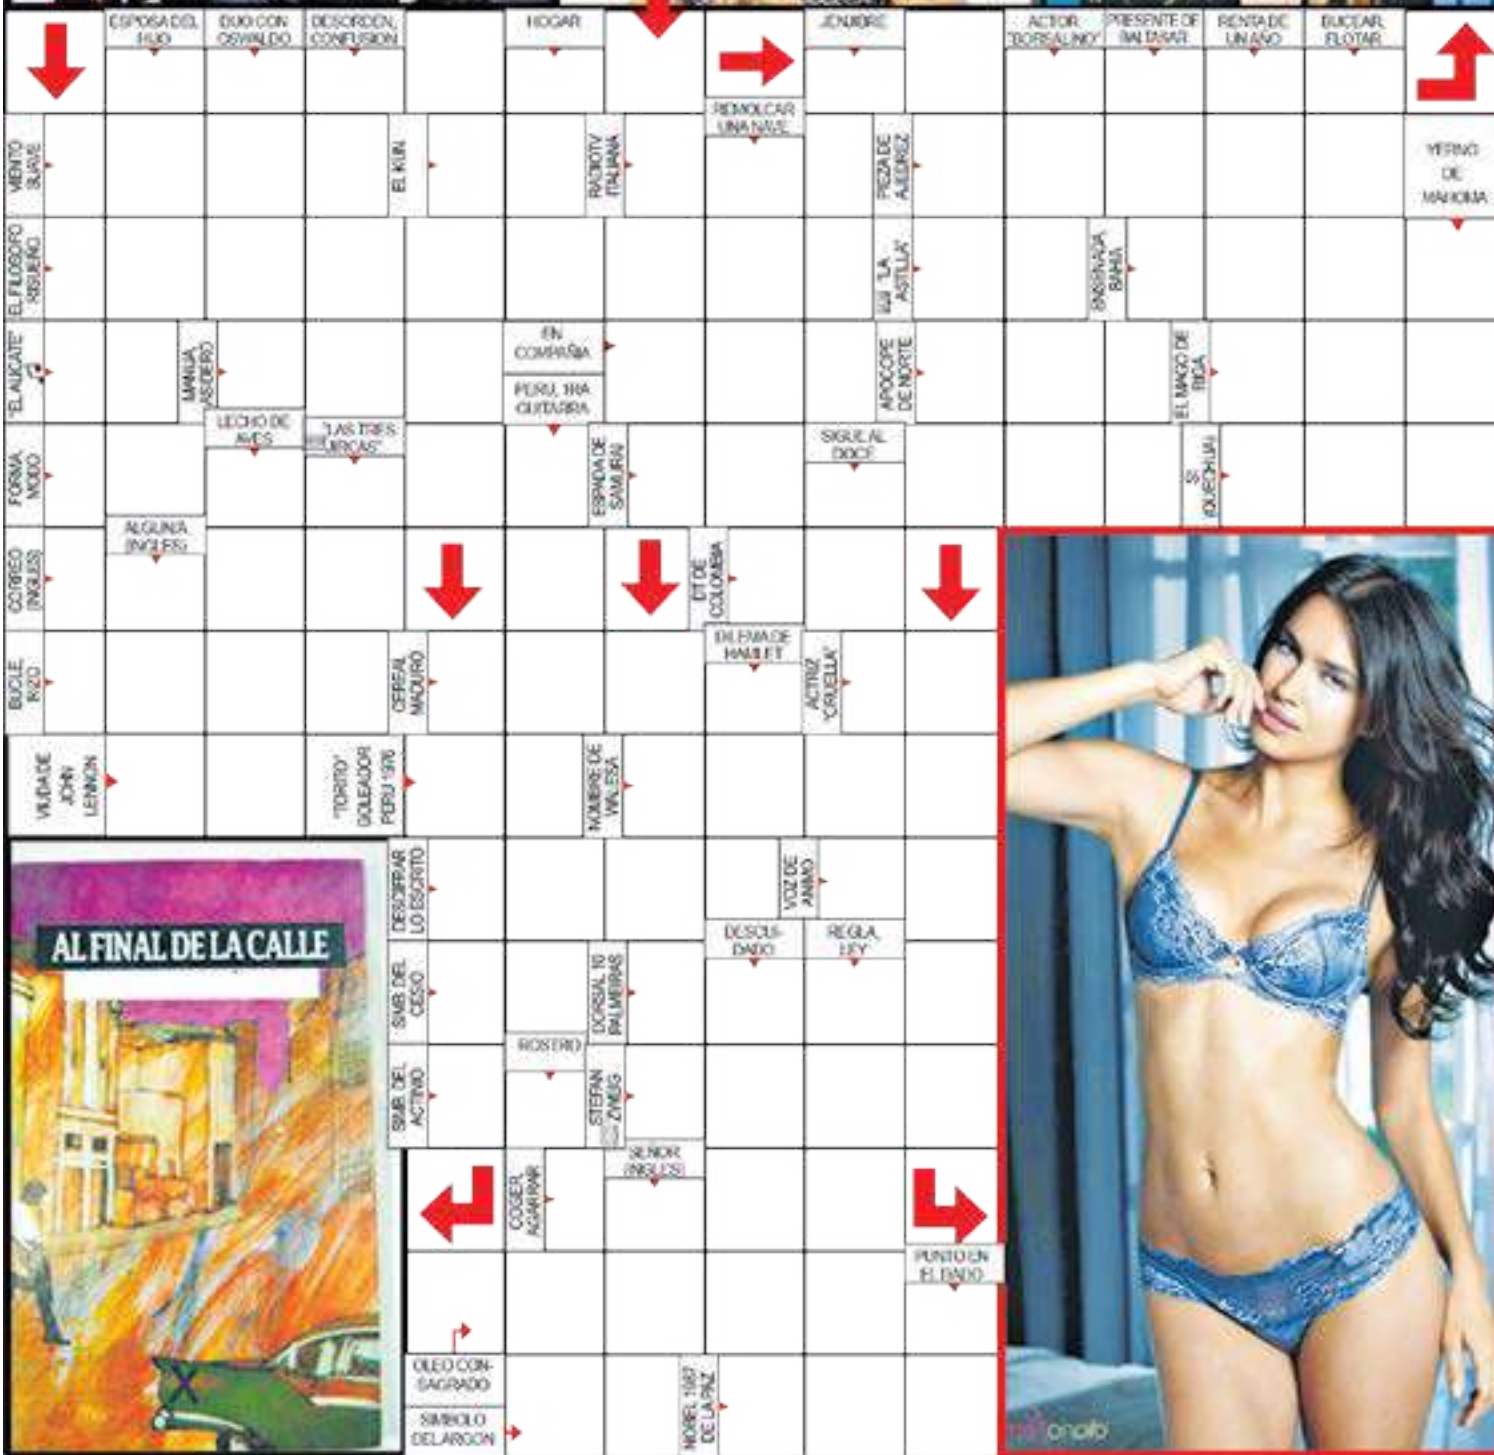 ESPOSA DEL
HIJO
DUO CON
OSWALDO
DESORDEN,
CONFUSION
HOGAR
JENJIBRE
ACTOR
"BORSALINO"
PRESENTE DE
BALTASAR
RENTA DE
UN AÑO
BUCEAR,
FLOTAR
REMOLCAR
UNA NAVE
VIENTO
SUAVE
EL KUN
RADIOTV
ITALIANA
PIEZA DE
AJEDREZ
YERNO
DE
MAHOMA
EL FILOSOFO
RISUEÑO
"LA
ASTILLA"
ENSENADA
BAHIA
"EL ALICATE"
MANIJA,
ASIDERO
EN
COMPAÑIA
PERU, 1RA
GUITARRA
APOCOPE
DE NORTE
EL MAGO DE
RIGA
LECHO DE
AVES
"LAS TRES
SIGUE AL
DOCE
FORMA,
MODO
ESPADA DE
SAMURAI
SI
(QUECHUA)
ALGUN/A
(INGLES)
CORREO
(INGLES)
DT DE
COLOMBIA
DILEMA DE
HAMLET
BUCLE,
RIZO
CEREAL
MADURO
ACTRIZ
"CRUELLA"
VIUDA DE
JOHN
LENNON
"TORITO"
GOLEADOR
PERU 1976
NOMBRE DE
WALESA
DESCIFRAR
LO ESCRITO
VOZ DE
ANIMO
AL FINAL DE LA CALLE
DESCUI-
DADO
REGLA,
LEY
SIMB. DEL
CESIO
DORSAL 10
PALMEIRAS
ROSTRO
SIMB. DEL
ACTINIO
STEFAN
ZWEIG
SEÑOR
(INGLES)
COGER,
AGARRAR
PUNTO EN
EL DADO
OLEO CON-
SAGRADO
SIMBOLO
DEL ARGON
NOBEL 1987
DE LA PAZ